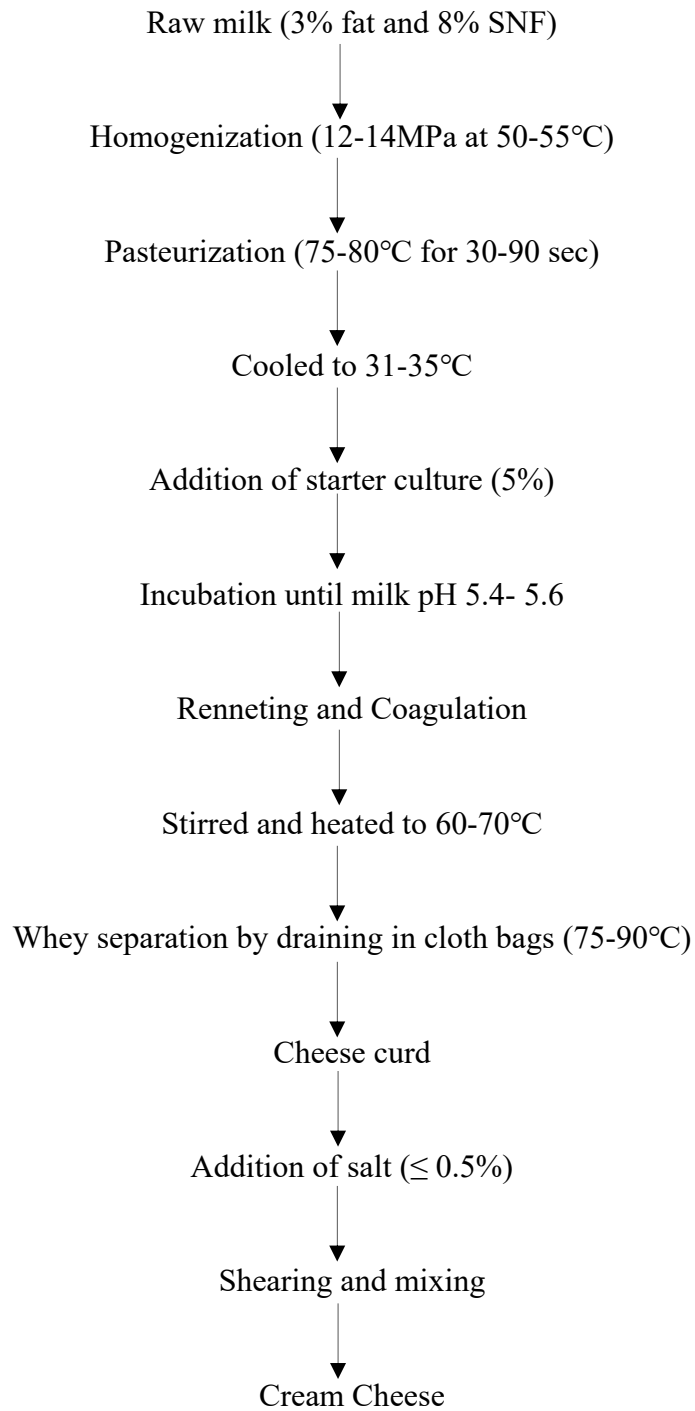 Raw milk (3% fat and 8% SNF)
Homogenization (12-14MPa at 50-55℃)
Pasteurization (75-80℃ for 30-90 sec)
Cooled to 31-35℃
Addition of starter culture (5%)
Incubation until milk pH 5.4- 5.6
Renneting and Coagulation
Stirred and heated to 60-70℃
Whey separation by draining in cloth bags (75-90℃)
Cheese curd
Addition of salt (≤ 0.5%)
Shearing and mixing
Cream Cheese